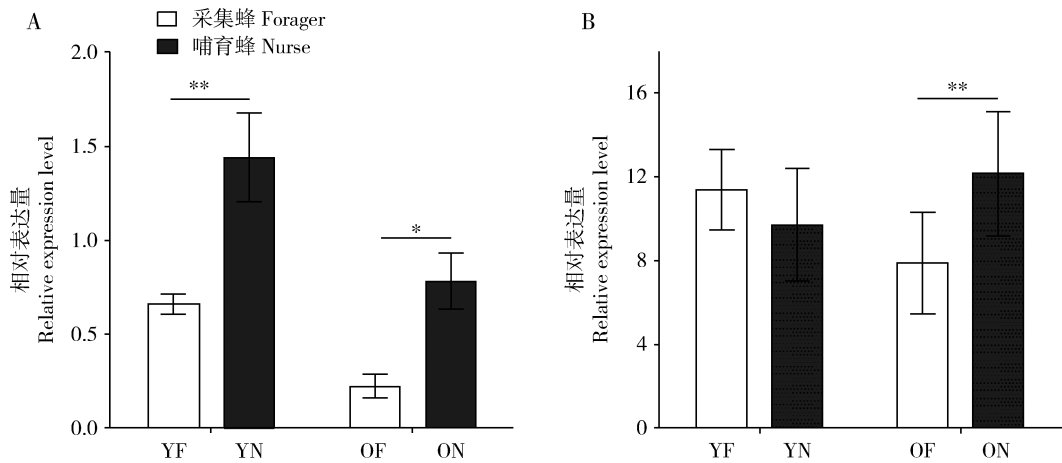 A
采集蜂 Forager
哺育蜂 Nurse
相对表达量
Relative expression level
2.0
1.5
1.0
0.5
0.0
**
*
YF
YN
OF
ON
B
相对表达量
Relative expression level
16
12
8
4
0
**
YF
YN
OF
ON